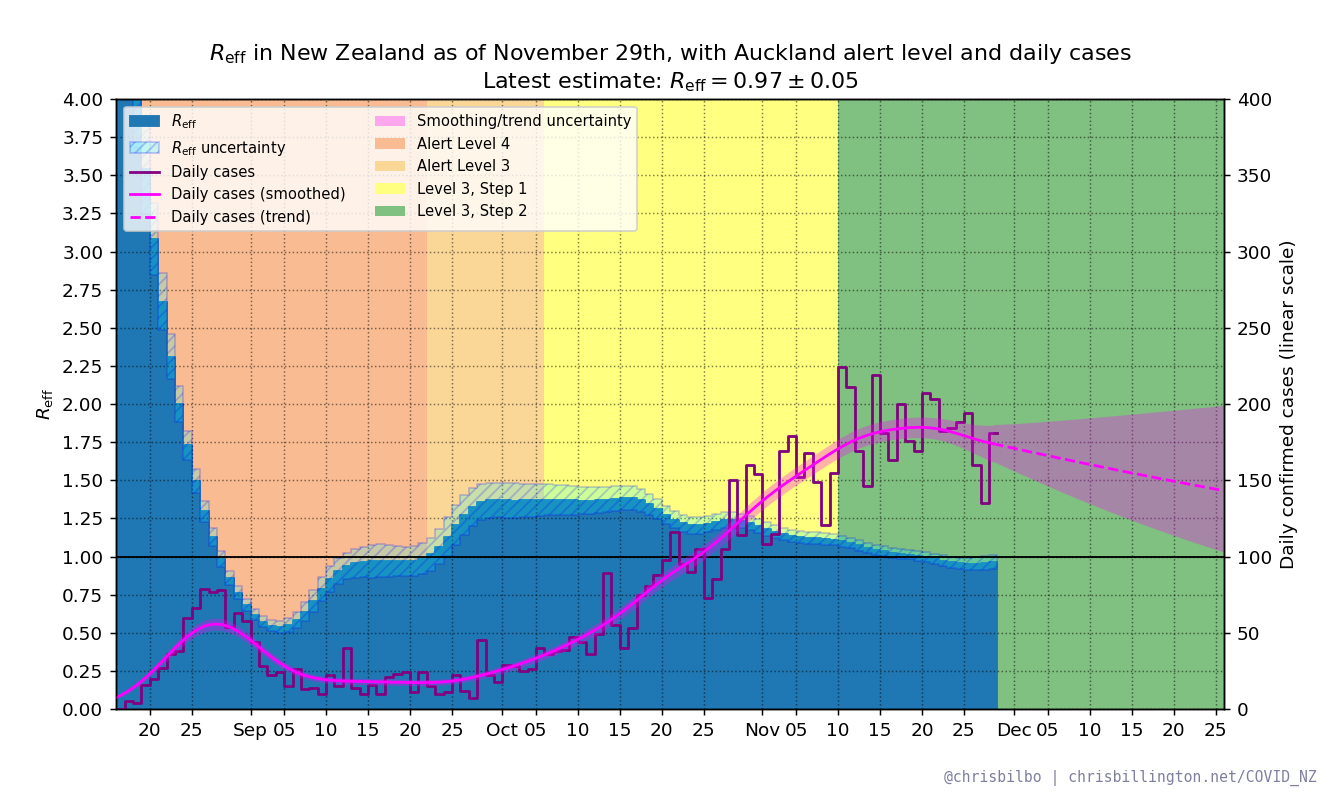 Reff in New Zealand as of November 29th, with Auckland alert level and daily cases
Latest estimate: Reff = 0.97 ± 0.05
Reff
Reff uncertainty
Daily cases
Daily cases (smoothed)
Daily cases (trend)
Smoothing/trend uncertainty
Alert Level 4
Alert Level 3
Level 3, Step 1
Level 3, Step 2
Reff
4.00
3.75
3.50
3.25
3.00
2.75
2.50
2.25
2.00
1.75
1.50
1.25
1.00
0.75
0.50
0.25
0.00
400
350
300
250
200
150
100
50
0
Daily confirmed cases (linear scale)
20 25 Sep 05 10 15 20 25 Oct 05 10 15 20 25 Nov 05 10 15 20 25 Dec 05 10 15 20 25
@chrisbilbo | chrisbillington.net/COVID_NZ